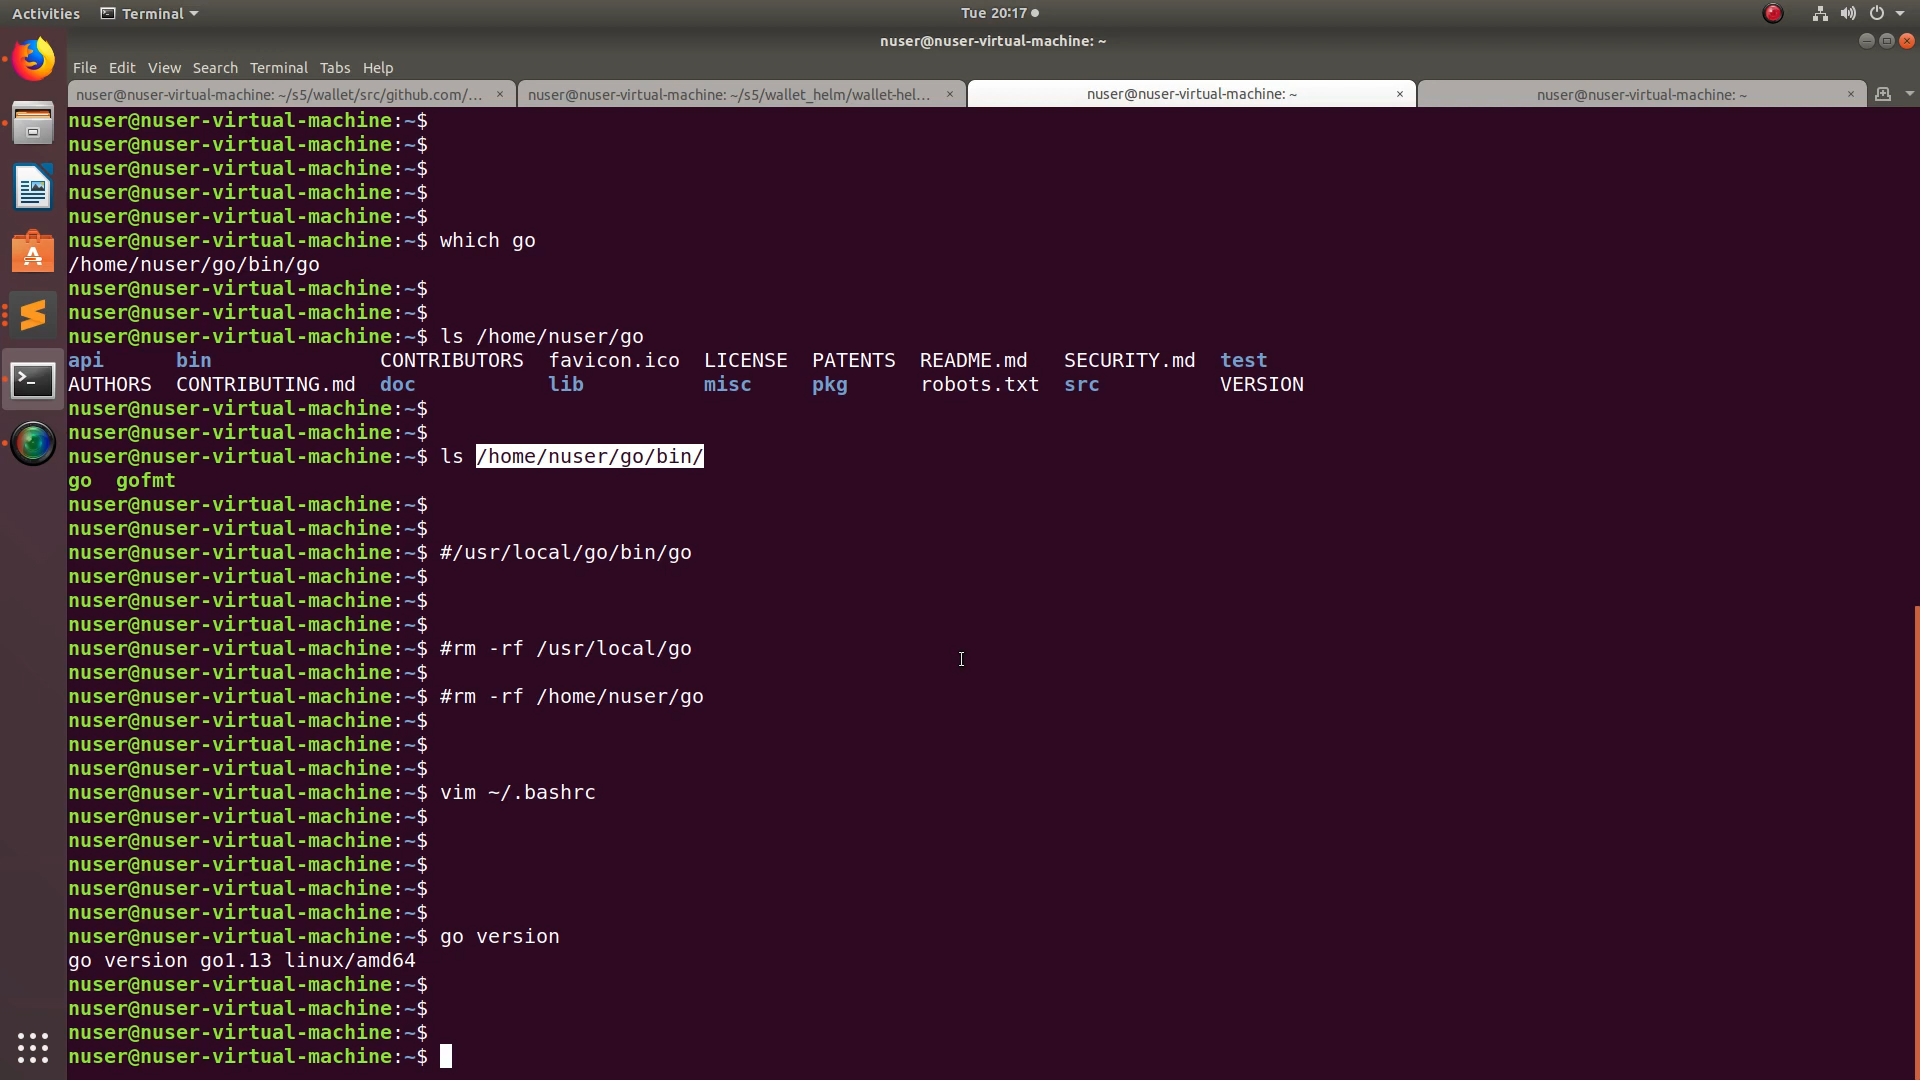 Activities Terminal Tue 20:17
nuser@nuser-virtual-machine: ~
File Edit View Search Terminal Tabs Help
nuser@nuser-virtual-machine: ~/s5/wallet/src/github.com/... × nuser@nuser-virtual-machine: ~/s5/wallet_helm/wallet-hel... × nuser@nuser-virtual-machine: ~ × nuser@nuser-virtual-machine: ~ ×
nuser@nuser-virtual-machine:~$
nuser@nuser-virtual-machine:~$
nuser@nuser-virtual-machine:~$
nuser@nuser-virtual-machine:~$
nuser@nuser-virtual-machine:~$
nuser@nuser-virtual-machine:~$ which go
/home/nuser/go/bin/go
nuser@nuser-virtual-machine:~$
nuser@nuser-virtual-machine:~$
nuser@nuser-virtual-machine:~$ ls /home/nuser/go
api bin CONTRIBUTORS favicon.ico LICENSE PATENTS README.md SECURITY.md test
AUTHORS CONTRIBUTING.md doc lib misc pkg robots.txt src VERSION
nuser@nuser-virtual-machine:~$
nuser@nuser-virtual-machine:~$
nuser@nuser-virtual-machine:~$ ls /home/nuser/go/bin/
go gofmt
nuser@nuser-virtual-machine:~$
nuser@nuser-virtual-machine:~$
nuser@nuser-virtual-machine:~$ #/usr/local/go/bin/go
nuser@nuser-virtual-machine:~$
nuser@nuser-virtual-machine:~$
nuser@nuser-virtual-machine:~$
nuser@nuser-virtual-machine:~$ #rm -rf /usr/local/go
nuser@nuser-virtual-machine:~$
nuser@nuser-virtual-machine:~$ #rm -rf /home/nuser/go
nuser@nuser-virtual-machine:~$
nuser@nuser-virtual-machine:~$
nuser@nuser-virtual-machine:~$
nuser@nuser-virtual-machine:~$ vim ~/.bashrc
nuser@nuser-virtual-machine:~$
nuser@nuser-virtual-machine:~$
nuser@nuser-virtual-machine:~$
nuser@nuser-virtual-machine:~$
nuser@nuser-virtual-machine:~$
nuser@nuser-virtual-machine:~$ go version
go version go1.13 linux/amd64
nuser@nuser-virtual-machine:~$
nuser@nuser-virtual-machine:~$
nuser@nuser-virtual-machine:~$
nuser@nuser-virtual-machine:~$